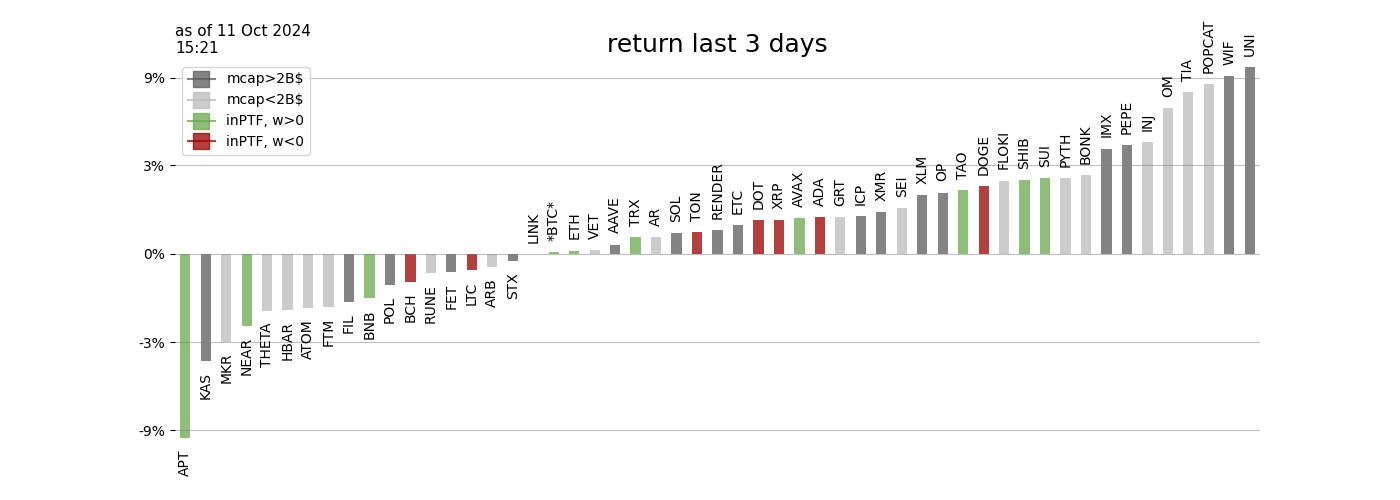 as of 11 Oct 2024
15:21
return last 3 days
mcap>2B$
mcap<2B$
inPTF, w>0
inPTF, w<0
9%
3%
0%
-3%
-9%
APT
KAS
MKR
NEAR
THETA
HBAR
ATOM
FTM
FIL
BNB
POL
BCH
RUNE
FET
LTC
ARB
STX
LINK
*BTC*
ETH
VET
AAVE
TRX
AR
SOL
TON
RENDER
ETC
DOT
XRP
AVAX
ADA
GRT
ICP
XMR
SEI
XLM
OP
TAO
DOGE
FLOKI
SHIB
SUI
PYTH
BONK
IMX
PEPE
INJ
OM
TIA
POPCAT
WIF
UNI